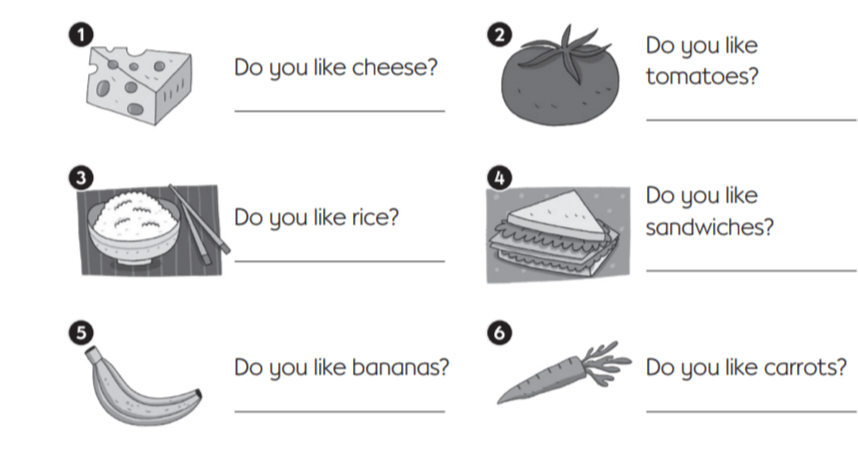 1
Do you like cheese?
2
Do you like
tomatoes?
3
Do you like rice?
4
Do you like
sandwiches?
5
Do you like bananas?
6
Do you like carrots?